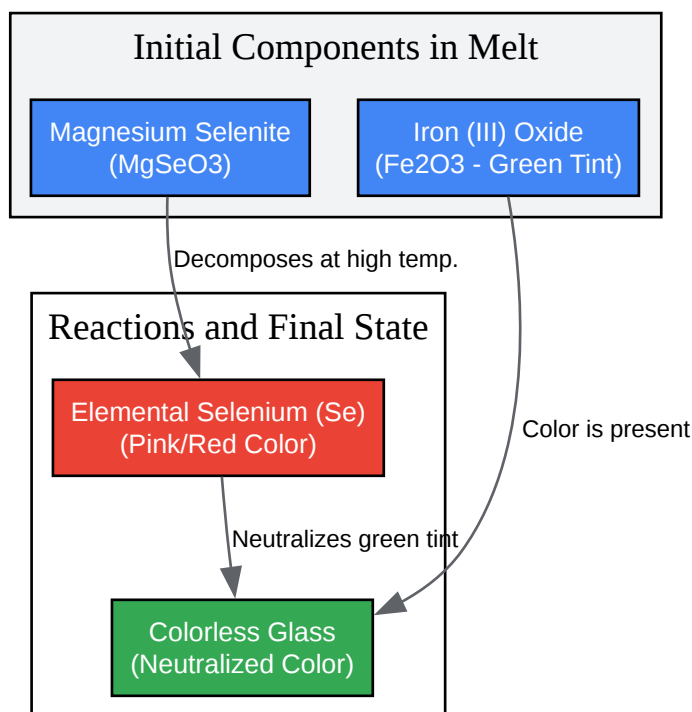 Initial Components in Melt
Magnesium Selenite
(MgSeO3)
Iron (III) Oxide
(Fe2O3 - Green Tint)
Decomposes at high temp.
Reactions and Final State
Elemental Selenium (Se)
(Pink/Red Color)
Color is present
Neutralizes green tint
Colorless Glass
(Neutralized Color)